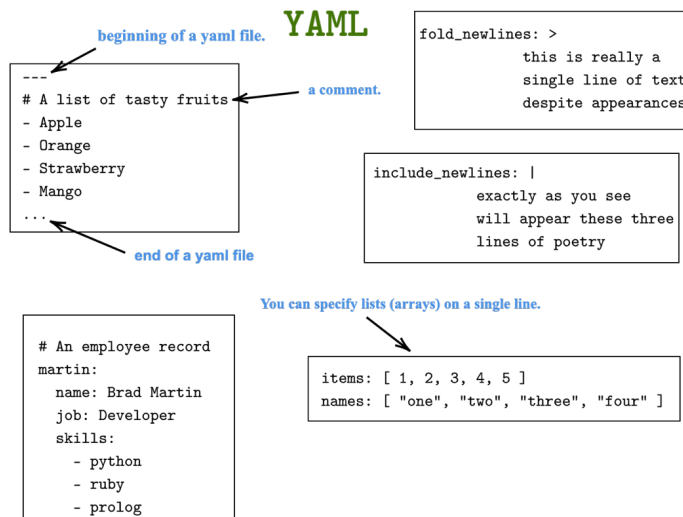 YAML
beginning of a yaml file.
---
# A list of tasty fruits
- Apple
- Orange
- Strawberry
- Mango
...
a comment.
end of a yaml file
fold_newlines: >
this is really a
single line of text
despite appearances
include_newlines: |
exactly as you see
will appear these three
lines of poetry
You can specify lists (arrays) on a single line.
items: [ 1, 2, 3, 4, 5 ]
names: [ "one", "two", "three", "four" ]
# An employee record
martin:
name: Brad Martin
job: Developer
skills:
- python
- ruby
- prolog